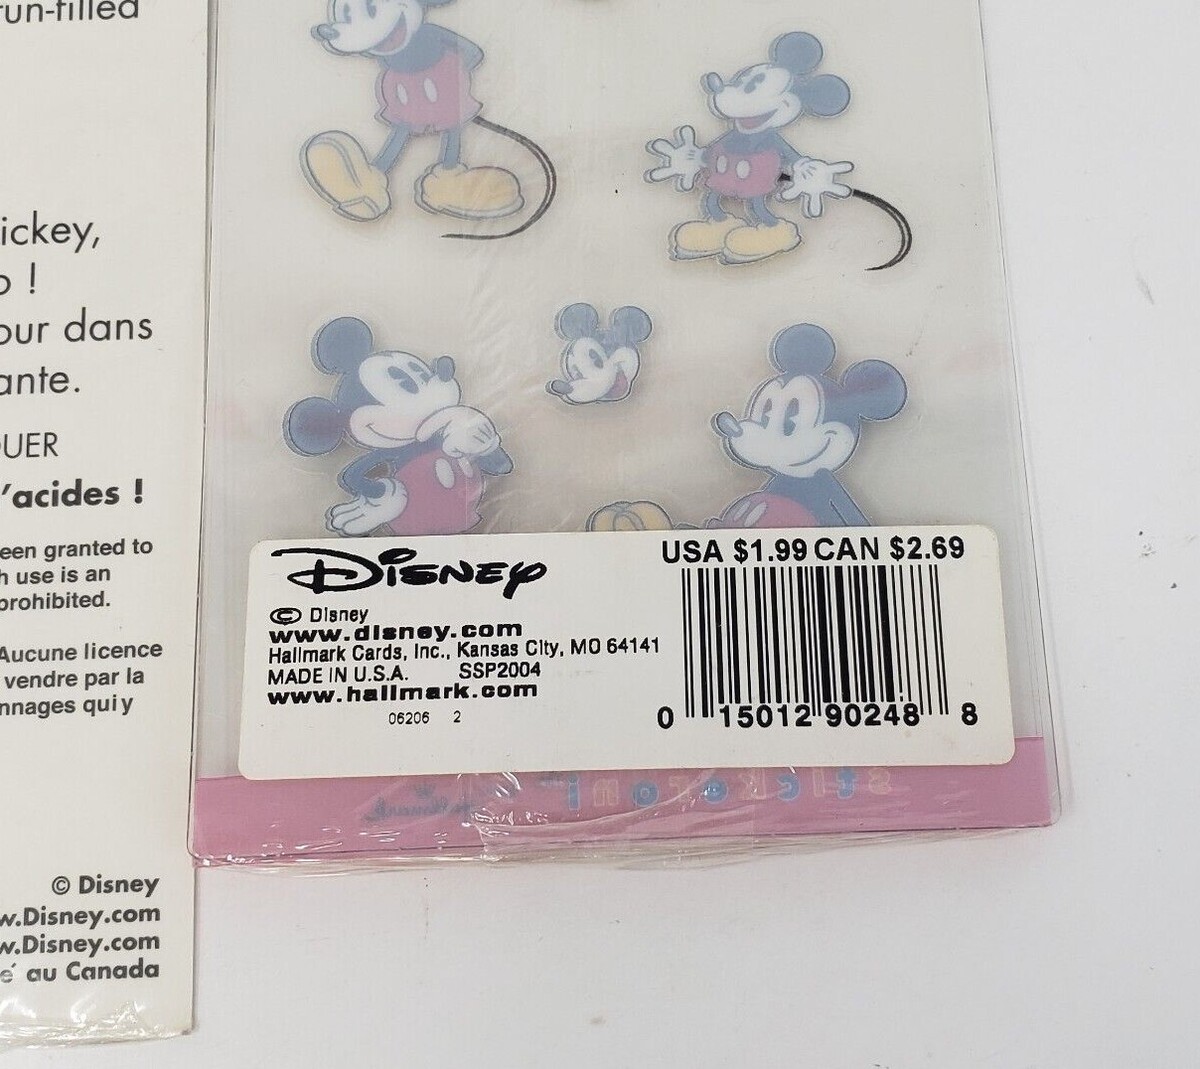 fun-filled
ickey,
o !
our dans
ante.
QUER
'acides !
een granted to
h use is an
prohibited.
Aucune licence
vendre par la
nnages qui y
© Disney
w.Disney.com
w.Disney.com
é au Canada
Disney
© Disney
www.disney.com
Hallmark Cards, Inc., Kansas City, MO 64141
MADE IN U.S.A. SSP2004
www.hallmark.com
06206 2
USA $1.99 CAN $2.69
0 15012 90248 8
Hallmark